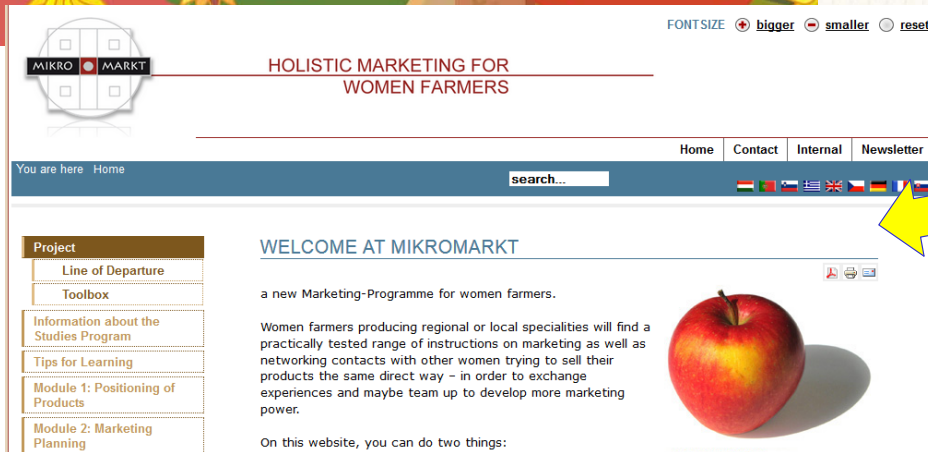 FONTSIZE bigger smaller reset
MIKRO MARKT
HOLISTIC MARKETING FOR
WOMEN FARMERS
Home Contact Internal Newsletter
You are here Home
search...
Project
Line of Departure
Toolbox
Information about the
Studies Program
Tips for Learning
Module 1: Positioning of
Products
Module 2: Marketing
Planning
WELCOME AT MIKROMARKT
a new Marketing-Programme for women farmers.
Women farmers producing regional or local specialities will find a
practically tested range of instructions on marketing as well as
networking contacts with other women trying to sell their
products the same direct way – in order to exchange
experiences and maybe team up to develop more marketing
power.
On this website, you can do two things: